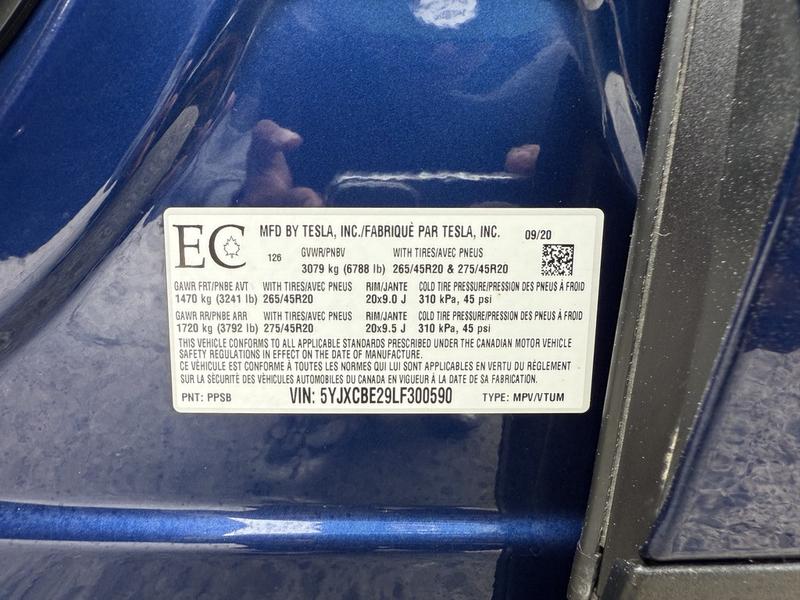 EC MFD BY TESLA, INC./FABRIQUÈ PAR TESLA, INC. 09/20
126 GVWR/PNBV WITH TIRES/AVEC PNEUS
3079 kg (6788 lb) 265/45R20 & 275/45R20
GAWR FRT/PNBE AVT WITH TIRES/AVEC PNEUS RIM/JANTE COLD TIRE PRESSURE/PRESSION DES PNEUS À FROID
1470 kg (3241 lb) 265/45R20 20x9.0 J 310 kPa, 45 psi
GAWR RR/PNBE ARR WITH TIRES/AVEC PNEUS RIM/JANTE COLD TIRE PRESSURE/PRESSION DES PNEUS À FROID
1720 kg (3792 lb) 275/45R20 20x9.5 J 310 kPa, 45 psi
THIS VEHICLE CONFORMS TO ALL APPLICABLE STANDARDS PRESCRIBED UNDER THE CANADIAN MOTOR VEHICLE
SAFETY REGULATIONS IN EFFECT ON THE DATE OF MANUFACTURE.
CE VÉHICULE EST CONFORME À TOUTES LES NORMES QUI LUI SONT APPLICABLES EN VERTU DU RÈGLEMENT
SUR LA SÈCURITÈ DES VÉHICULES AUTOMOBILES DU CANADA EN VIGUEUR À LA DATE DE SA FABRICATION.
PNT: PPSB VIN: 5YJXCBE29LF300590 TYPE: MPV/VTUM